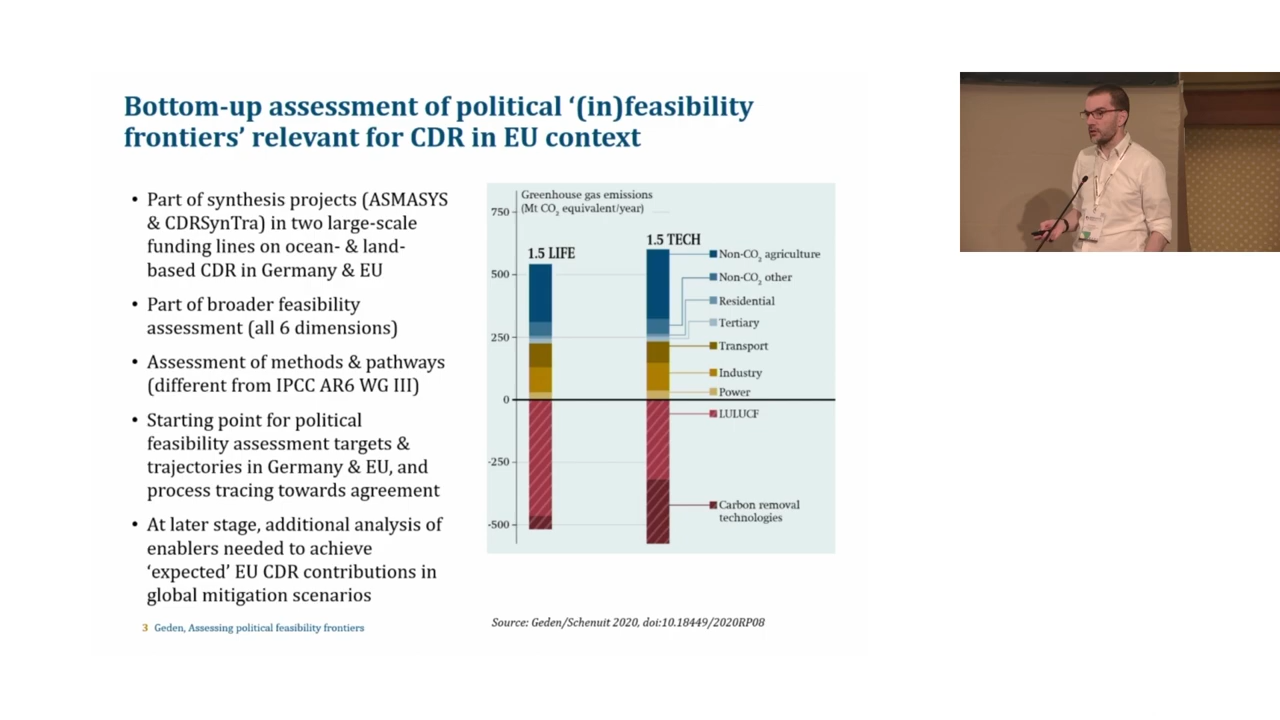 Bottom-up assessment of political ‘(in)feasibility
frontiers’ relevant for CDR in EU context
• Part of synthesis projects (ASMASYS
& CDRSynTra) in two large-scale
funding lines on ocean- & land-
based CDR in Germany & EU
• Part of broader feasibility
assessment (all 6 dimensions)
• Assessment of methods & pathways
(different from IPCC AR6 WG III)
• Starting point for political
feasibility assessment targets &
trajectories in Germany & EU, and
process tracing towards agreement
• At later stage, additional analysis of
enablers needed to achieve
‘expected’ EU CDR contributions in
global mitigation scenarios
Greenhouse gas emissions
(Mt CO₂ equivalent/year)
750
500
250
0
-250
-500
1.5 LIFE
1.5 TECH
Non-CO₂ agriculture
Non-CO₂ other
Residential
Tertiary
Transport
Industry
Power
LULUCF
Carbon removal
technologies
Source: Geden/Schenuit 2020, doi:10.18449/2020RP08
3 Geden, Assessing political feasibility frontiers